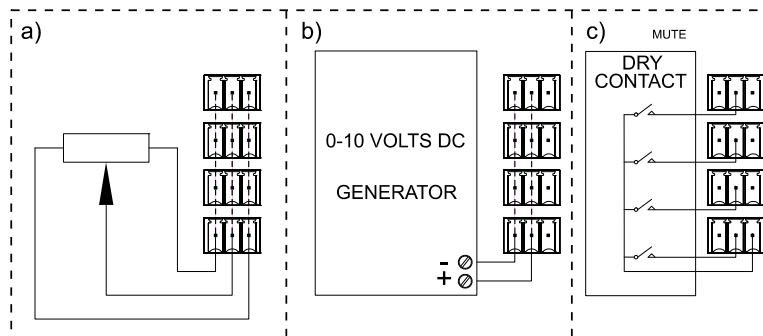 a)
b)
0-10 VOLTS DC
GENERATOR
-
+
c)
MUTE
DRY
CONTACT